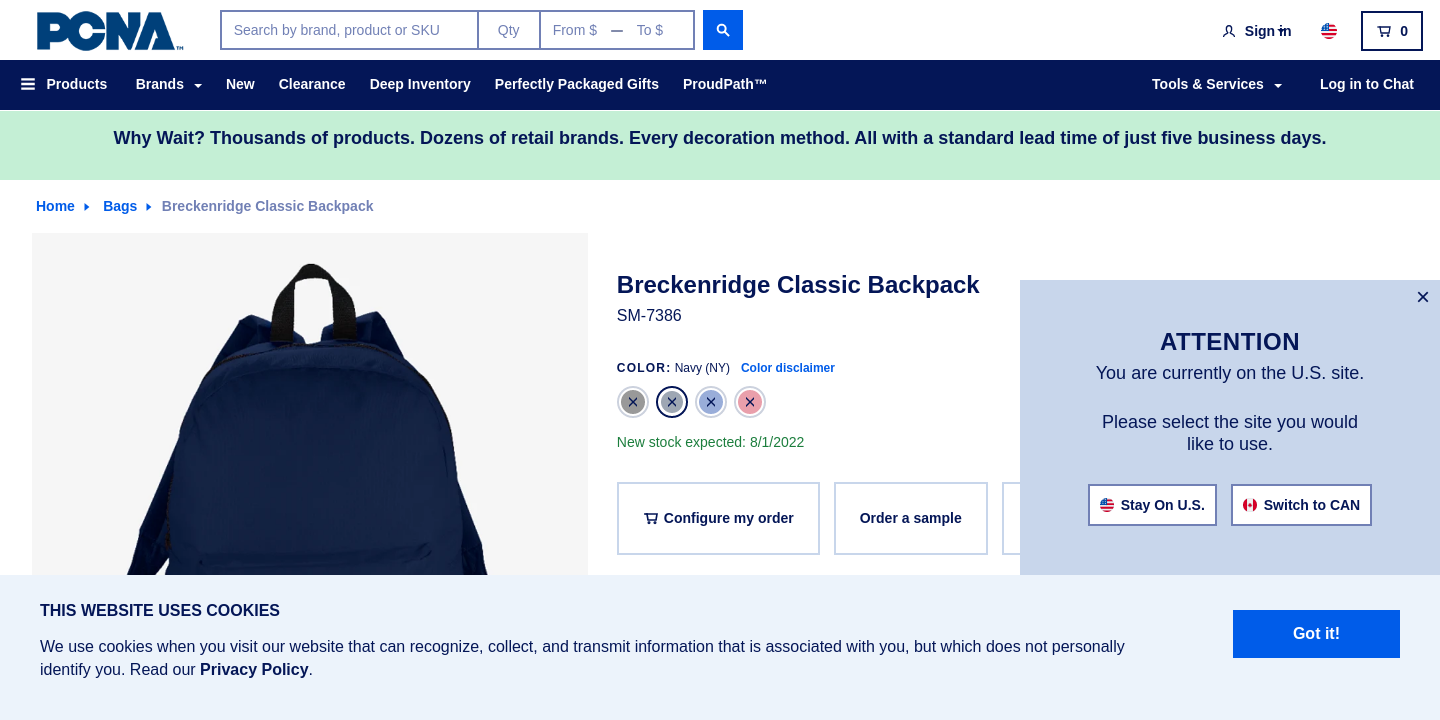 PCNA™
Search by brand, product or SKU
Qty
From $ — To $
Sign in
0
Products
Brands
New
Clearance
Deep Inventory
Perfectly Packaged Gifts
ProudPath™
Tools & Services
Log in to Chat
Why Wait? Thousands of products. Dozens of retail brands. Every decoration method. All with a standard lead time of just five business days.
Home
Bags
Breckenridge Classic Backpack
Breckenridge Classic Backpack
SM-7386
COLOR: Navy (NY) Color disclaimer
New stock expected: 8/1/2022
Configure my order
Order a sample
×
ATTENTION
You are currently on the U.S. site.
Please select the site you would
like to use.
Stay On U.S.
Switch to CAN
THIS WEBSITE USES COOKIES
We use cookies when you visit our website that can recognize, collect, and transmit information that is associated with you, but which does not personally
identify you. Read our Privacy Policy.
Got it!